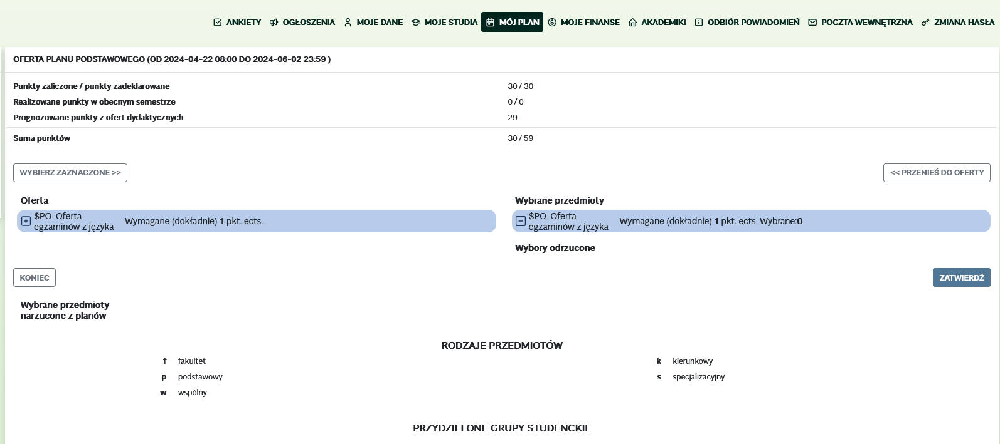 ANKIETY OGŁOSZENIA MOJE DANE MOJE STUDIA MÓJ PLAN MOJE FINANSE AKADEMIKI ODBIÓR POWIADOMIEŃ POCZTA WEWNĘTRZNA ZMIANA HASŁA
OFERTA PLANU PODSTAWOWEGO (OD 2024-04-22 08:00 DO 2024-06-02 23:59 )
Punkty zaliczone / punkty zadeklarowane 30 / 30
Realizowane punkty w obecnym semestrze 0 / 0
Prognozowane punkty z ofert dydaktycznych 29
Suma punktów 30 / 59
WYBIERZ ZAZNACZONE >> << PRZENIEŚ DO OFERTY
Oferta
$PO-Oferta
egzaminów z języka Wymagane (dokładnie) 1 pkt. ects.
Wybrane przedmioty
$PO-Oferta
egzaminów z języka Wymagane (dokładnie) 1 pkt. ects. Wybrane:0
Wybory odrzucone
KONIEC ZATWIERDŹ
Wybrane przedmioty
narzucone z planów
RODZAJE PRZEDMIOTÓW
f fakultet k kierunkowy
p podstawowy s specjalizacyjny
w wspólny
PRZYDZIELONE GRUPY STUDENCKIE